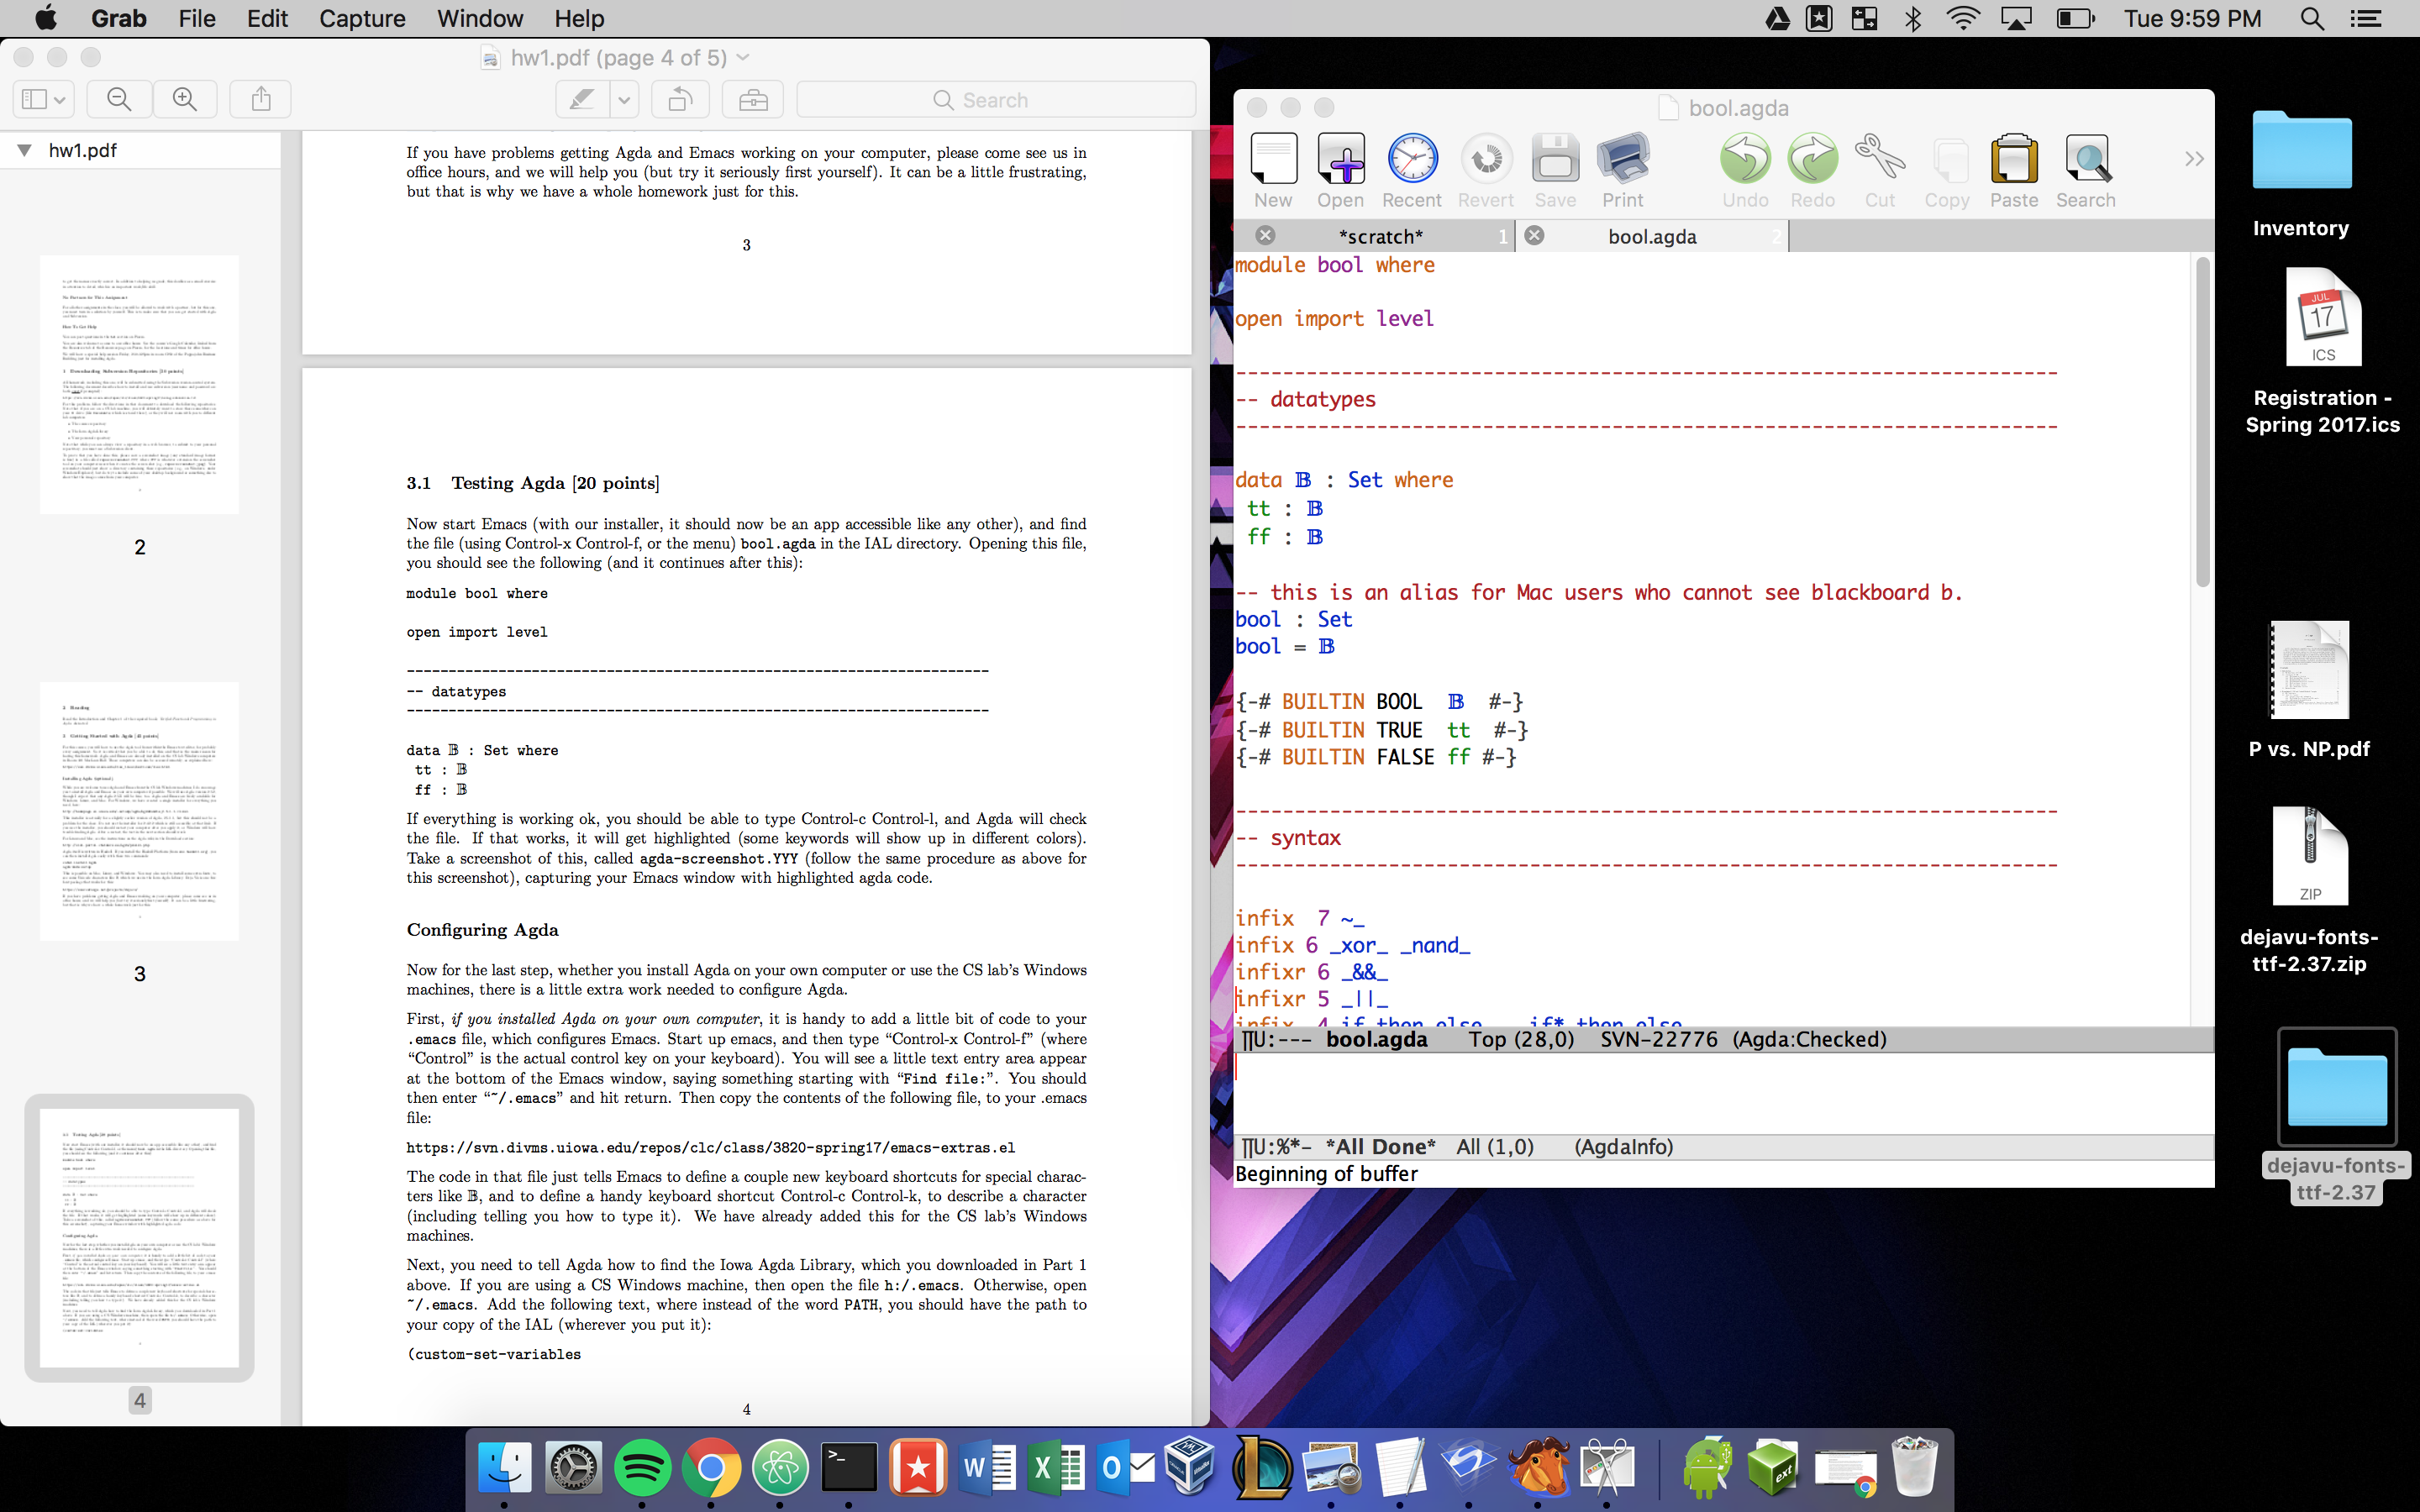 Grab File Edit Capture Window Help
Tue 9:59 PM
hw1.pdf (page 4 of 5)
Search
hw1.pdf
2
3
4
If you have problems getting Agda and Emacs working on your computer, please come see us in
office hours, and we will help you (but try it seriously first yourself). It can be a little frustrating,
but that is why we have a whole homework just for this.
3
3.1 Testing Agda [20 points]
Now start Emacs (with our installer, it should now be an app accessible like any other), and find
the file (using Control-x Control-f, or the menu) bool.agda in the IAL directory. Opening this file,
you should see the following (and it continues after this):
module bool where
open import level
----------------------------------------------------------------------
-- datatypes
----------------------------------------------------------------------
data 𝔹 : Set where
tt : 𝔹
ff : 𝔹
If everything is working ok, you should be able to type Control-c Control-l, and Agda will check
the file. If that works, it will get highlighted (some keywords will show up in different colors).
Take a screenshot of this, called agda-screenshot.YYY (follow the same procedure as above for
this screenshot), capturing your Emacs window with highlighted agda code.
Configuring Agda
Now for the last step, whether you install Agda on your own computer or use the CS lab's Windows
machines, there is a little extra work needed to configure Agda.
First, if you installed Agda on your own computer, it is handy to add a little bit of code to your
.emacs file, which configures Emacs. Start up emacs, and then type “Control-x Control-f” (where
“Control” is the actual control key on your keyboard). You will see a little text entry area appear
at the bottom of the Emacs window, saying something starting with “Find file:”. You should
then enter “~/.emacs” and hit return. Then copy the contents of the following file, to your .emacs
file:
https://svn.divms.uiowa.edu/repos/clc/class/3820-spring17/emacs-extras.el
The code in that file just tells Emacs to define a couple new keyboard shortcuts for special charac-
ters like 𝔹, and to define a handy keyboard shortcut Control-c Control-k, to describe a character
(including telling you how to type it). We have already added this for the CS lab's Windows
machines.
Next, you need to tell Agda how to find the Iowa Agda Library, which you downloaded in Part 1
above. If you are using a CS Windows machine, then open the file h:/.emacs. Otherwise, open
~/.emacs. Add the following text, where instead of the word PATH, you should have the path to
your copy of the IAL (wherever you put it):
(custom-set-variables
4
bool.agda
New Open Recent Revert Save Print Undo Redo Cut Copy Paste Search
*scratch* 1 bool.agda 2
module bool where
open import level
----------------------------------------------------------------------
-- datatypes
----------------------------------------------------------------------
data 𝔹 : Set where
tt : 𝔹
ff : 𝔹
-- this is an alias for Mac users who cannot see blackboard b.
bool : Set
bool = 𝔹
{-# BUILTIN BOOL 𝔹 #-}
{-# BUILTIN TRUE tt #-}
{-# BUILTIN FALSE ff #-}
----------------------------------------------------------------------
-- syntax
----------------------------------------------------------------------
infix 7 ~_
infix 6 _xor_ _nand_
infixr 6 _&&_
infixr 5 _||_
infix 4 if_then_else_ if*_then_else_
U:--- bool.agda Top (28,0) SVN-22776 (Agda:Checked)
U:%*- *All Done* All (1,0) (AgdaInfo)
Beginning of buffer
Inventory
JUL
17
ICS
Registration -
Spring 2017.ics
P vs. NP.pdf
ZIP
dejavu-fonts-
ttf-2.37.zip
dejavu-fonts-
ttf-2.37